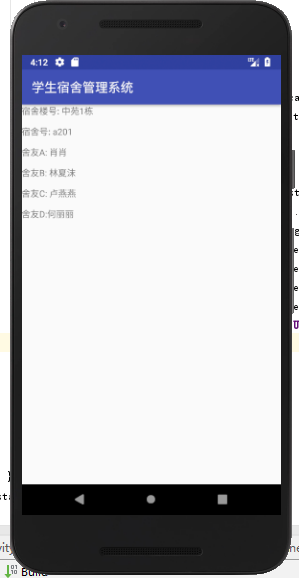 4:12
学生宿舍管理系统
宿舍楼号: 中苑1栋
宿舍号: a201
舍友A: 肖肖
舍友B: 林夏沫
舍友C: 卢燕燕
舍友D:何丽丽
Build